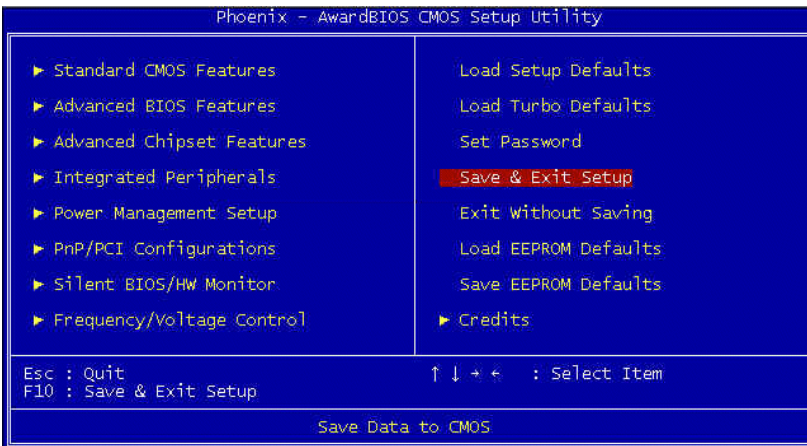 Phoenix - AwardBIOS CMOS Setup Utility
► Standard CMOS Features
► Advanced BIOS Features
► Advanced Chipset Features
► Integrated Peripherals
► Power Management Setup
► PnP/PCI Configurations
► Silent BIOS/HW Monitor
► Frequency/Voltage Control
Load Setup Defaults
Load Turbo Defaults
Set Password
Save & Exit Setup
Exit Without Saving
Load EEPROM Defaults
Save EEPROM Defaults
► Credits
Esc : Quit
F10 : Save & Exit Setup
↑ ↓ → ← : Select Item
Save Data to CMOS